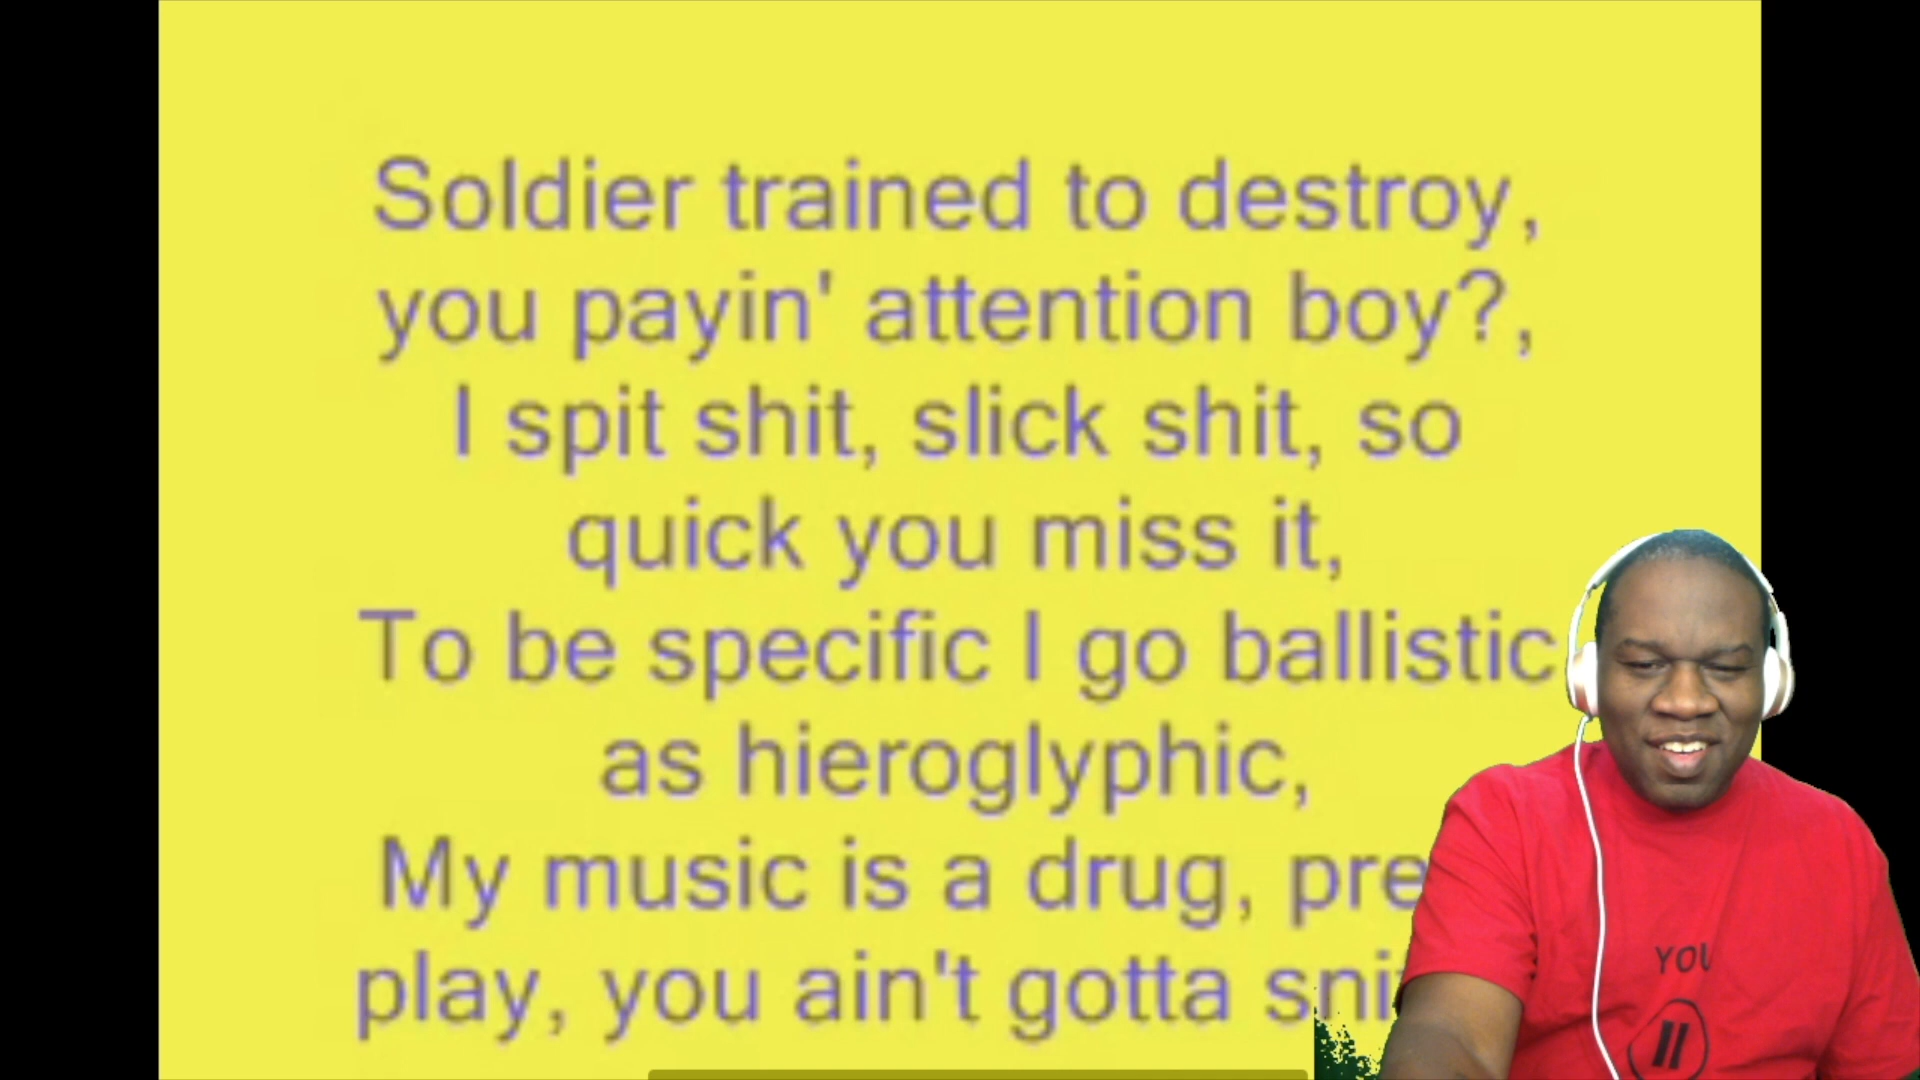 Soldier trained to destroy,
you payin' attention boy?,
I spit shit, slick shit, so
quick you miss it,
To be specific I go ballistic
as hieroglyphic,
My music is a drug,
play, you ain't gotta
YOU